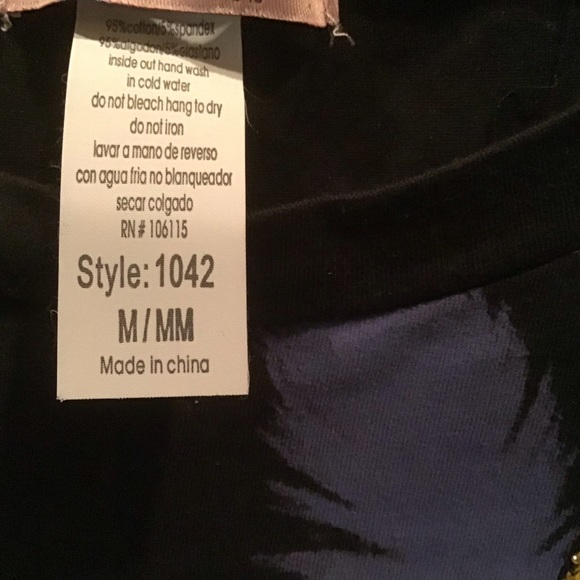 95%cotton/5%spandex
95%algodon/5%elastano
inside out hand wash
in cold water
do not bleach hang to dry
do not iron
lavar a mano de reverso
con agua fria no blanqueador
secar colgado
RN# 106115
Style: 1042
M/MM
Made in china